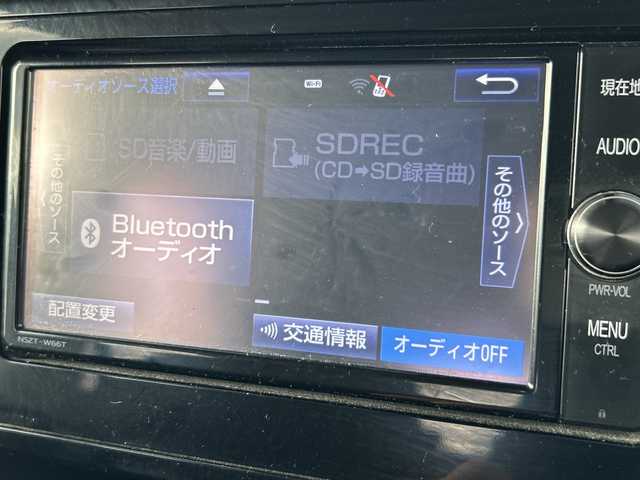 オーディオソース選択
Wi-Fi
現在地
SD音楽/動画
SDREC
(CD➡SD録音曲)
AUDIO
その他のソース
その他のソース
Bluetooth
オーディオ
PWR-VOL
配置変更
交通情報
オーディオOFF
MENU
CTRL
NSZT-W66T